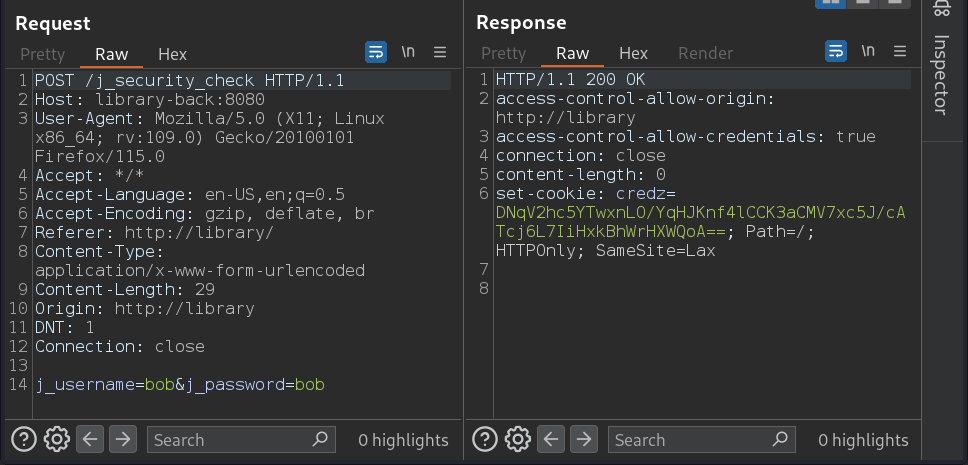 Request
Pretty Raw Hex \n
1 POST /j_security_check HTTP/1.1
2 Host: library-back:8080
3 User-Agent: Mozilla/5.0 (X11; Linux
x86_64; rv:109.0) Gecko/20100101
Firefox/115.0
4 Accept: */*
5 Accept-Language: en-US,en;q=0.5
6 Accept-Encoding: gzip, deflate, br
7 Referer: http://library/
8 Content-Type:
application/x-www-form-urlencoded
9 Content-Length: 29
10 Origin: http://library
11 DNT: 1
12 Connection: close
13
14 j_username=bob&j_password=bob
Search 0 highlights
Response
Pretty Raw Hex Render \n
1 HTTP/1.1 200 OK
2 access-control-allow-origin:
http://library
3 access-control-allow-credentials: true
4 connection: close
5 content-length: 0
6 set-cookie: credz=
DNqV2hc5YTwxnLO/YqHJKnf4lCCK3aCMV7xc5J/cA
Tcj6L7IiHxkBhWrHXWQoA==; Path=/;
HTTPOnly; SameSite=Lax
7
8
Search 0 highlights
Inspector